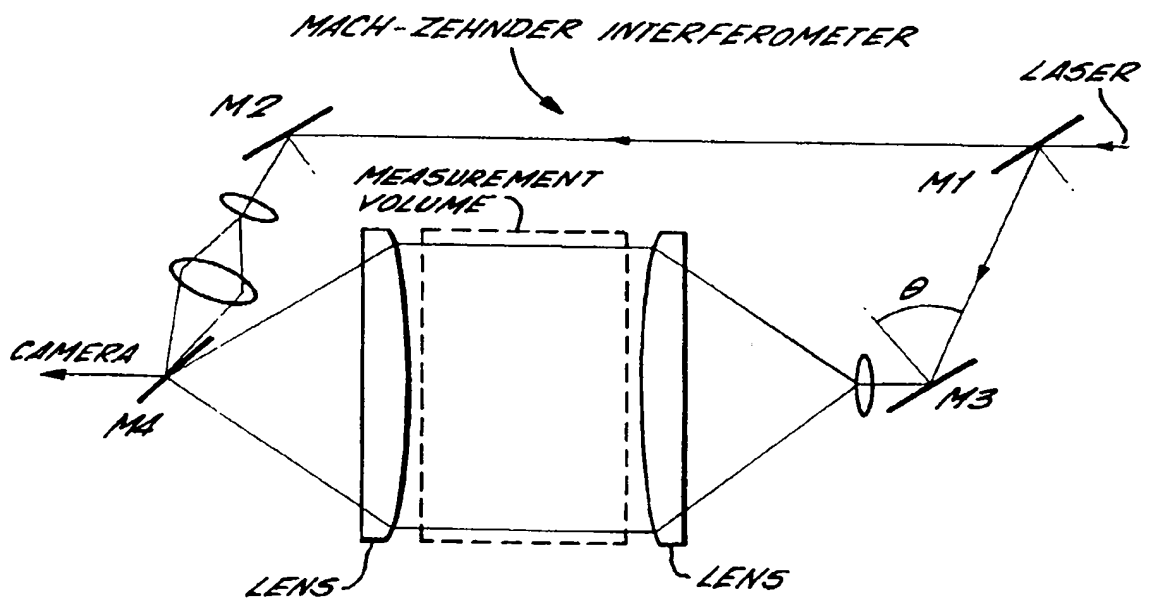 MACH-ZEHNDER INTERFEROMETER
LASER
M2
M1
MEASUREMENT
VOLUME
θ
CAMERA
M4
M3
LENS
LENS